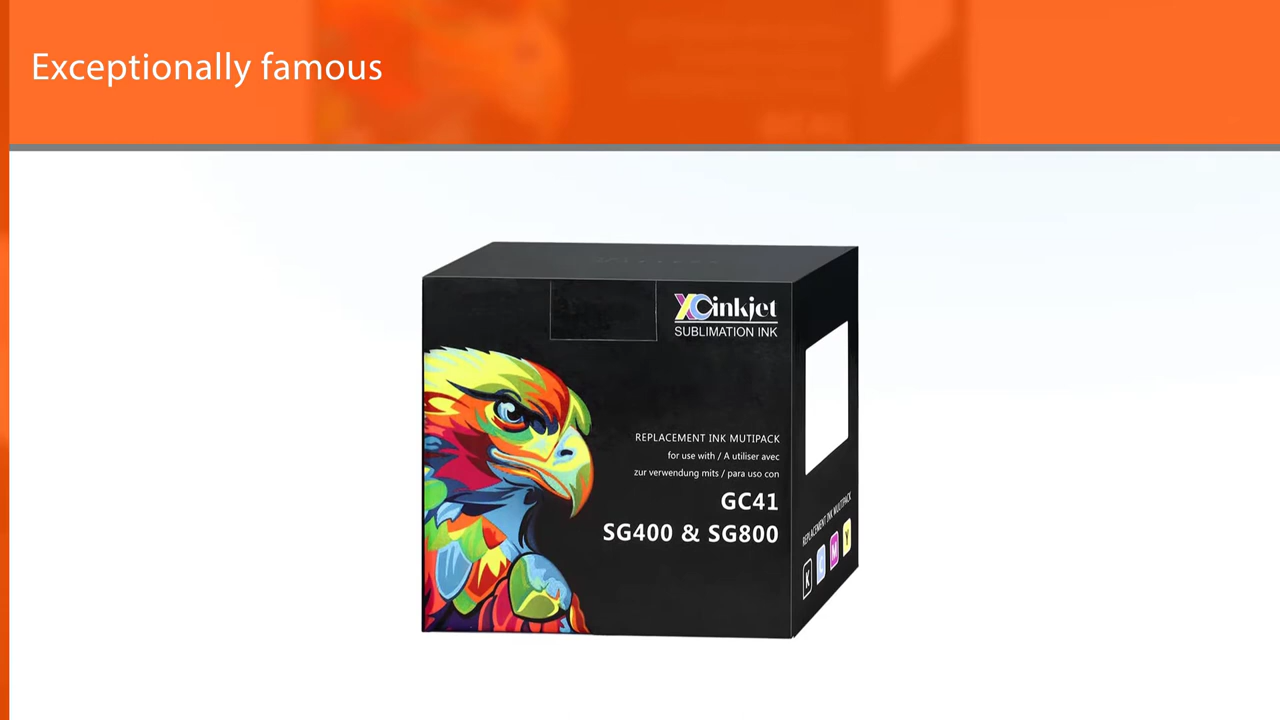 Exceptionally famous
XCinkjet
SUBLIMATION INK
REPLACEMENT INK MUTIPACK
for use with / A utiliser avec
zur verwendung mits / para uso con
GC41
SG400 & SG800
REPLACEMENT INK MULTIPACK
K C M Y